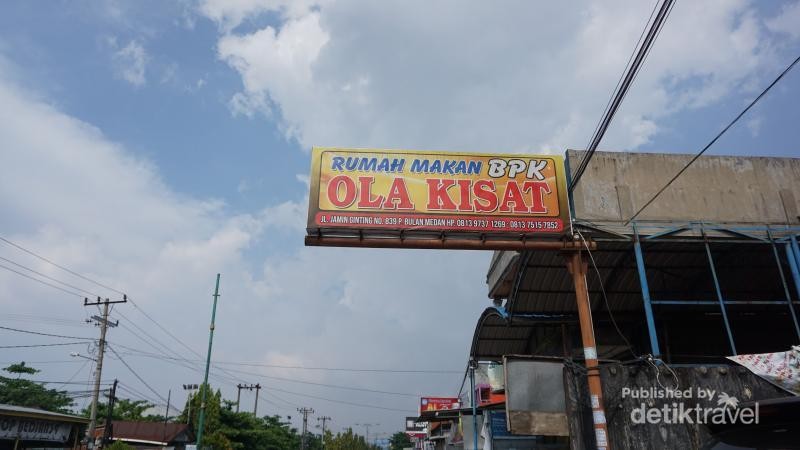 RUMAH MAKAN BPK
OLA KISAT
JL. JAMIN GINTING NO. 839 P. BULAN MEDAN HP. 0813 9737 1269 - 0813 7515 7852
Published by
detiktravel